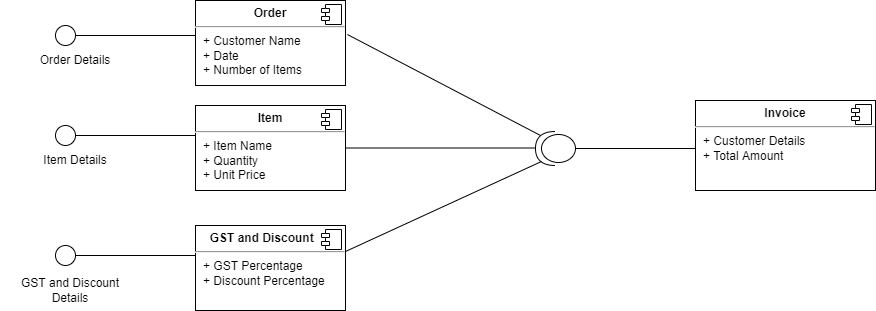 Order
+ Customer Name
+ Date
+ Number of Items
Order Details
Item
+ Item Name
+ Quantity
+ Unit Price
Item Details
GST and Discount
+ GST Percentage
+ Discount Percentage
GST and Discount
Details
Invoice
+ Customer Details
+ Total Amount